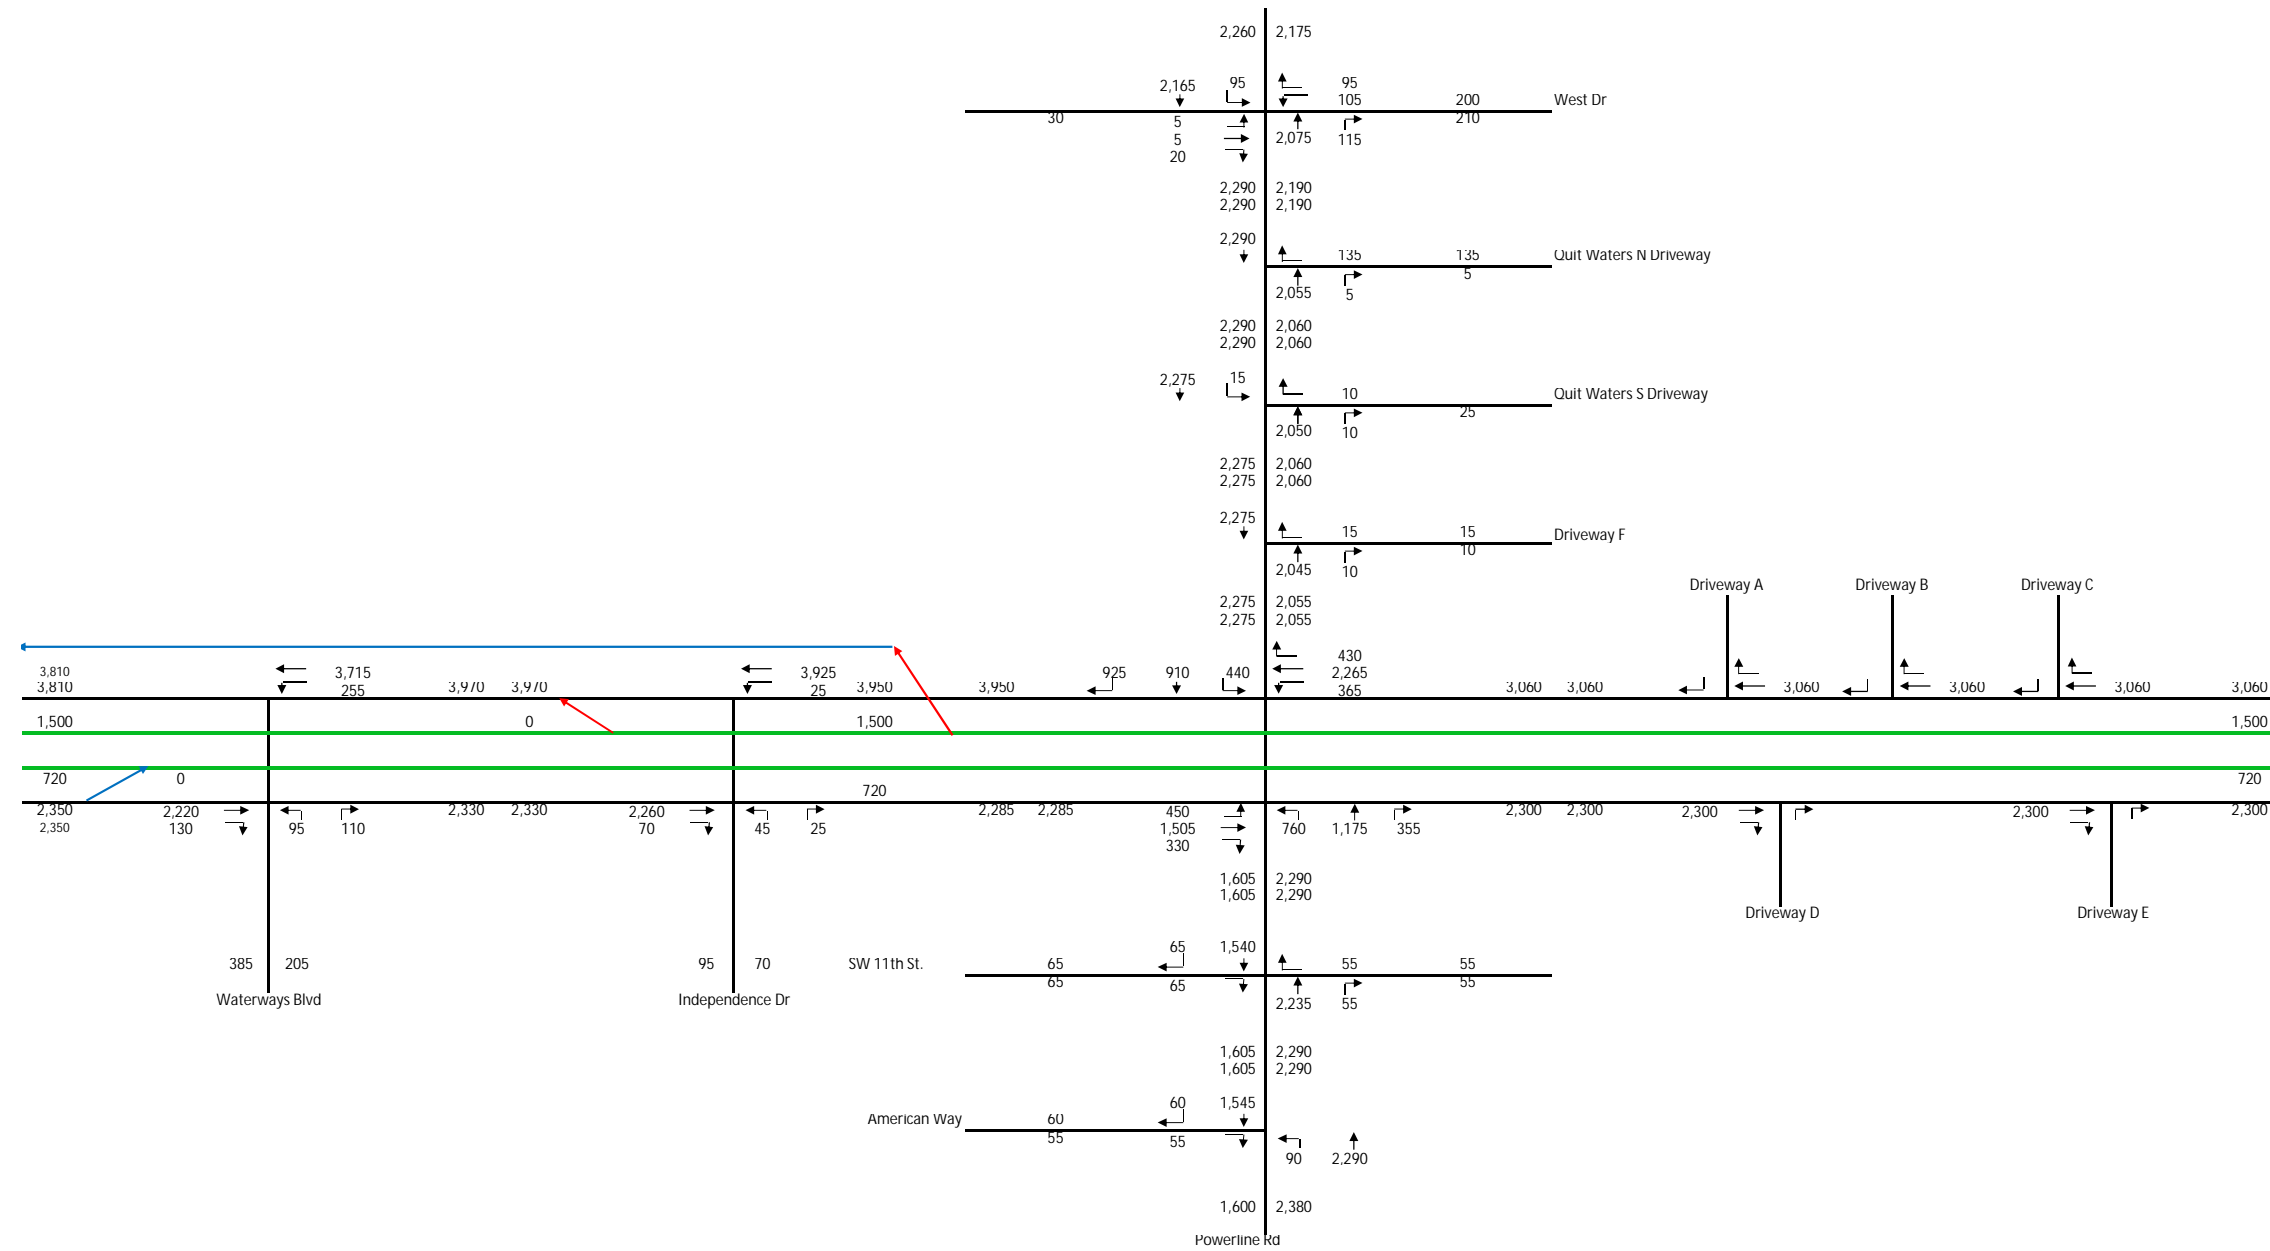 2,260 2,175
2,165 95 95
105 200 West Dr
30 5 210
5 2,075 115
20
2,290 2,190
2,290 2,190
2,290 135 135 Quit Waters N Driveway
5
2,055 5
2,290 2,060
2,290 2,060
2,275 15
10 Quit Waters S Driveway
25
2,050 10
2,275 2,060
2,275 2,060
2,275 15 15 Driveway F
10
2,045 10
Driveway A Driveway B Driveway C
2,275 2,055
2,275 2,055
430
3,810 3,715 3,925 925 910 440 2,265
3,810 255 3,970 3,970 25 3,950 3,950 365 3,060 3,060 3,060 3,060 3,060 3,060
1,500 0 1,500 1,500
720 0 720
720
2,350 2,220 2,330 2,330 2,260 2,285 2,285 450 2,300 2,300 2,300 2,300 2,300
2,350 130 95 110 70 45 25 1,505 760 1,175 355
330
1,605 2,290
1,605 2,290
Driveway D Driveway E
65 1,540
385 205 95 70 SW 11th St. 65 55 55
65 65 55
Waterways Blvd Independence Dr 2,235 55
1,605 2,290
1,605 2,290
60 1,545
American Way 60
55 55
90 2,290
1,600 2,380
Powerline Rd